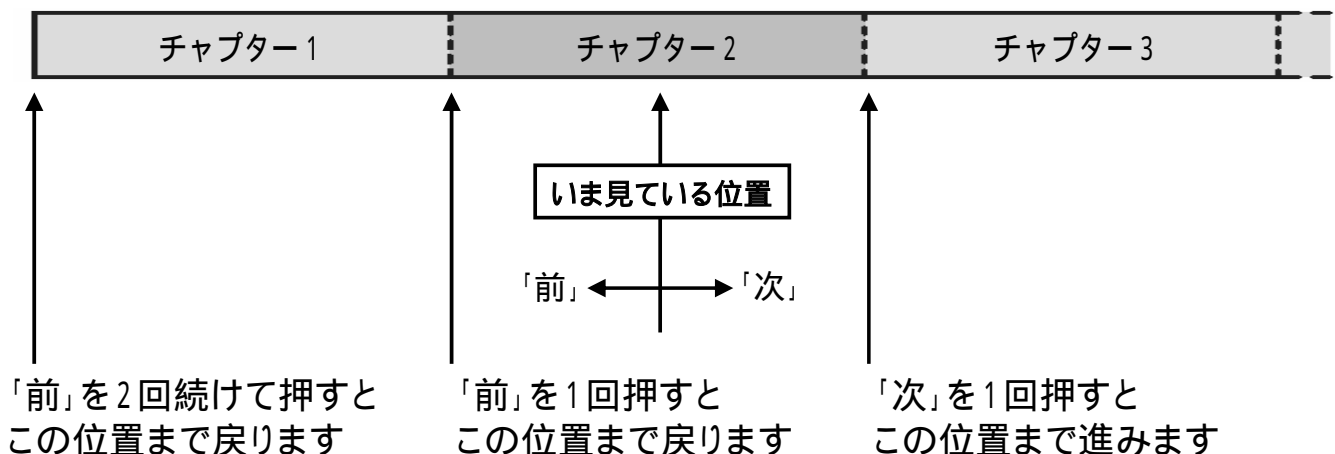 チャプター1 チャプター2 チャプター3
いま見ている位置
「前」 「次」
「前」を2回続けて押すと
この位置まで戻ります
「前」を1回押すと
この位置まで戻ります
「次」を1回押すと
この位置まで進みます